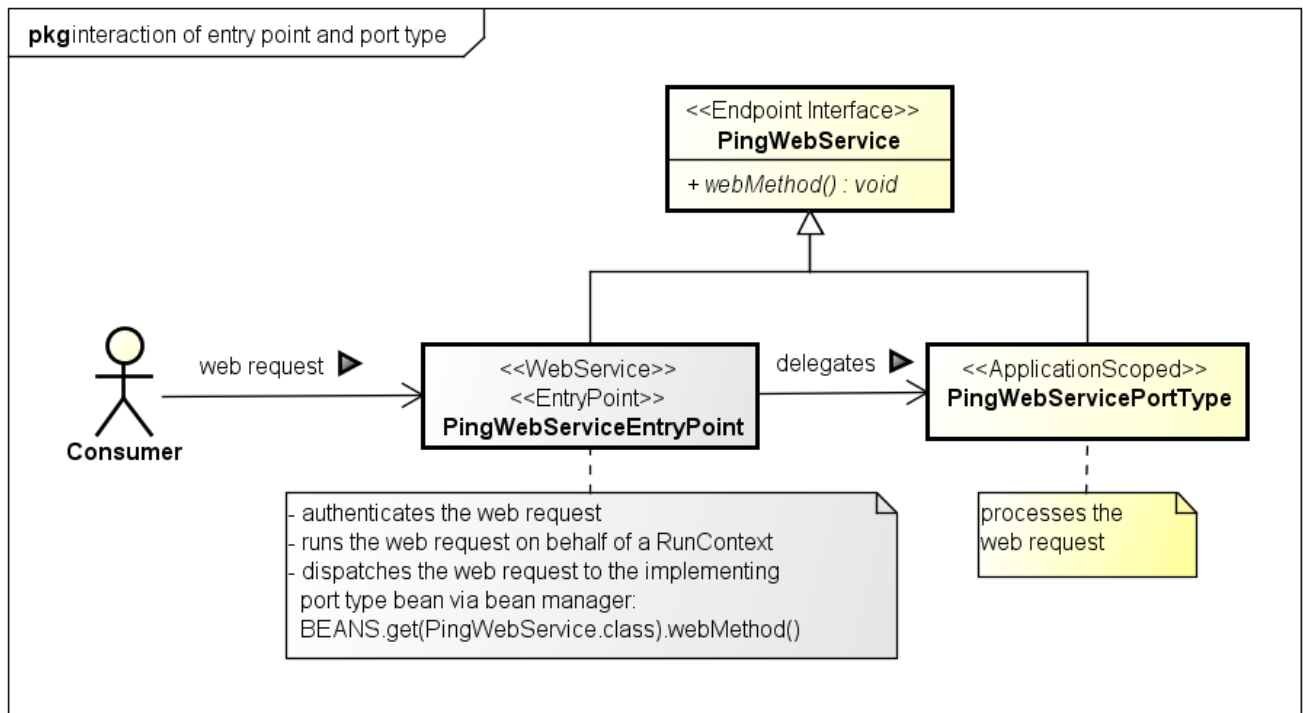 pkg interaction of entry point and port type
<<Endpoint Interface>>
PingWebService
+ webMethod() : void
web request
<<WebService>>
<<EntryPoint>>
PingWebServiceEntryPoint
delegates
<<ApplicationScoped>>
PingWebServicePortType
Consumer
- authenticates the web request
- runs the web request on behalf of a RunContext
- dispatches the web request to the implementing
port type bean via bean manager:
BEANS.get(PingWebService.class).webMethod()
processes the
web request